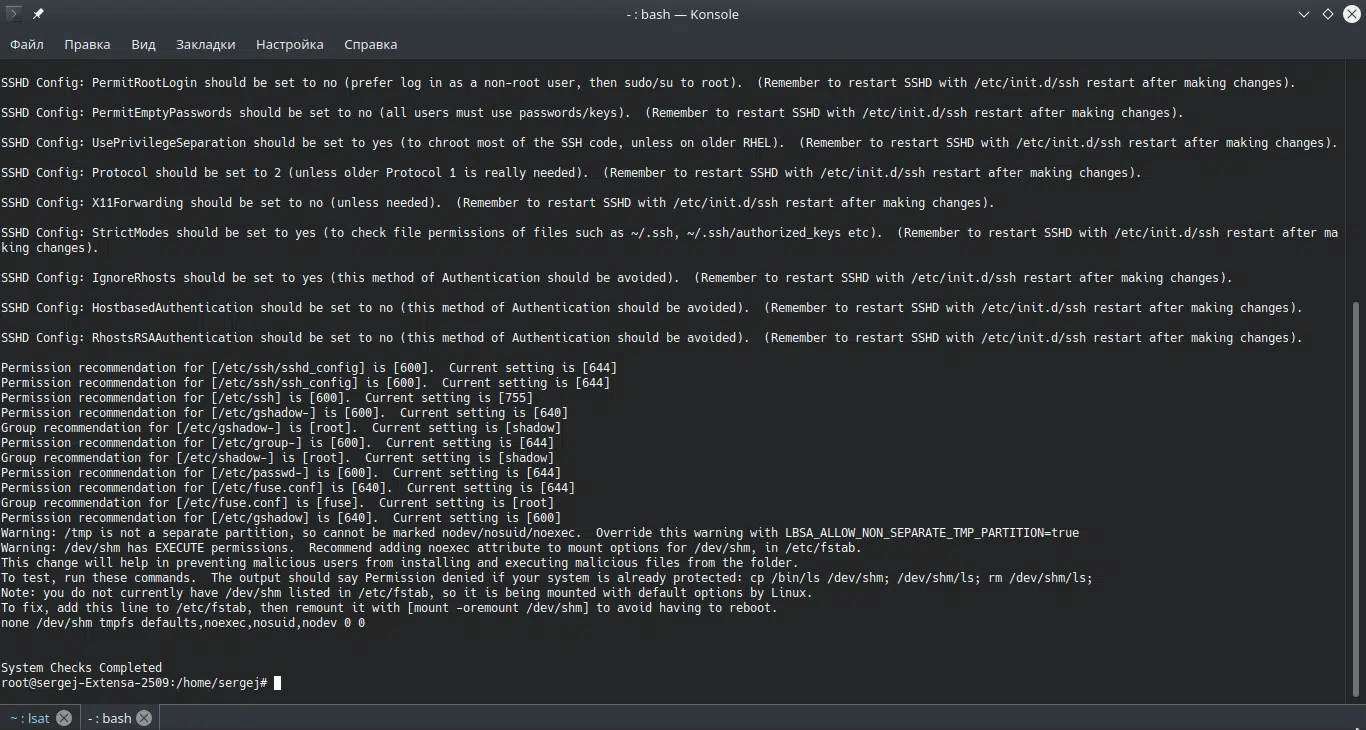 - : bash — Konsole
Файл Правка Вид Закладки Настройка Справка
SSHD Config: PermitRootLogin should be set to no (prefer log in as a non-root user, then sudo/su to root).  (Remember to restart SSHD with /etc/init.d/ssh restart after making changes).
SSHD Config: PermitEmptyPasswords should be set to no (all users must use passwords/keys).  (Remember to restart SSHD with /etc/init.d/ssh restart after making changes).
SSHD Config: UsePrivilegeSeparation should be set to yes (to chroot most of the SSH code, unless on older RHEL).  (Remember to restart SSHD with /etc/init.d/ssh restart after making changes).
SSHD Config: Protocol should be set to 2 (unless older Protocol 1 is really needed).  (Remember to restart SSHD with /etc/init.d/ssh restart after making changes).
SSHD Config: X11Forwarding should be set to no (unless needed).  (Remember to restart SSHD with /etc/init.d/ssh restart after making changes).
SSHD Config: StrictModes should be set to yes (to check file permissions of files such as ~/.ssh, ~/.ssh/authorized_keys etc).  (Remember to restart SSHD with /etc/init.d/ssh restart after ma
king changes).
SSHD Config: IgnoreRhosts should be set to yes (this method of Authentication should be avoided).  (Remember to restart SSHD with /etc/init.d/ssh restart after making changes).
SSHD Config: HostbasedAuthentication should be set to no (this method of Authentication should be avoided).  (Remember to restart SSHD with /etc/init.d/ssh restart after making changes).
SSHD Config: RhostsRSAAuthentication should be set to no (this method of Authentication should be avoided).  (Remember to restart SSHD with /etc/init.d/ssh restart after making changes).
Permission recommendation for [/etc/ssh/sshd_config] is [600].  Current setting is [644]
Permission recommendation for [/etc/ssh/ssh_config] is [600].  Current setting is [644]
Permission recommendation for [/etc/ssh] is [600].  Current setting is [755]
Permission recommendation for [/etc/gshadow-] is [600].  Current setting is [640]
Group recommendation for [/etc/gshadow-] is [root].  Current setting is [shadow]
Permission recommendation for [/etc/group-] is [600].  Current setting is [644]
Group recommendation for [/etc/shadow-] is [root].  Current setting is [shadow]
Permission recommendation for [/etc/passwd-] is [600].  Current setting is [644]
Permission recommendation for [/etc/fuse.conf] is [640].  Current setting is [644]
Group recommendation for [/etc/fuse.conf] is [fuse].  Current setting is [root]
Permission recommendation for [/etc/gshadow] is [640].  Current setting is [600]
Warning: /tmp is not a separate partition, so cannot be marked nodev/nosuid/noexec.  Override this warning with LBSA_ALLOW_NON_SEPARATE_TMP_PARTITION=true
Warning: /dev/shm has EXECUTE permissions.  Recommend adding noexec attribute to mount options for /dev/shm, in /etc/fstab.
This change will help in preventing malicious users from installing and executing malicious files from the folder.
To test, run these commands.  The output should say Permission denied if your system is already protected: cp /bin/ls /dev/shm; /dev/shm/ls; rm /dev/shm/ls;
Note: you do not currently have /dev/shm listed in /etc/fstab, so it is being mounted with default options by Linux.
To fix, add this line to /etc/fstab, then remount it with [mount -oremount /dev/shm] to avoid having to reboot.
none /dev/shm tmpfs defaults,noexec,nosuid,nodev 0 0
System Checks Completed
root@sergej-Extensa-2509:/home/sergej#
~ : lsat - : bash